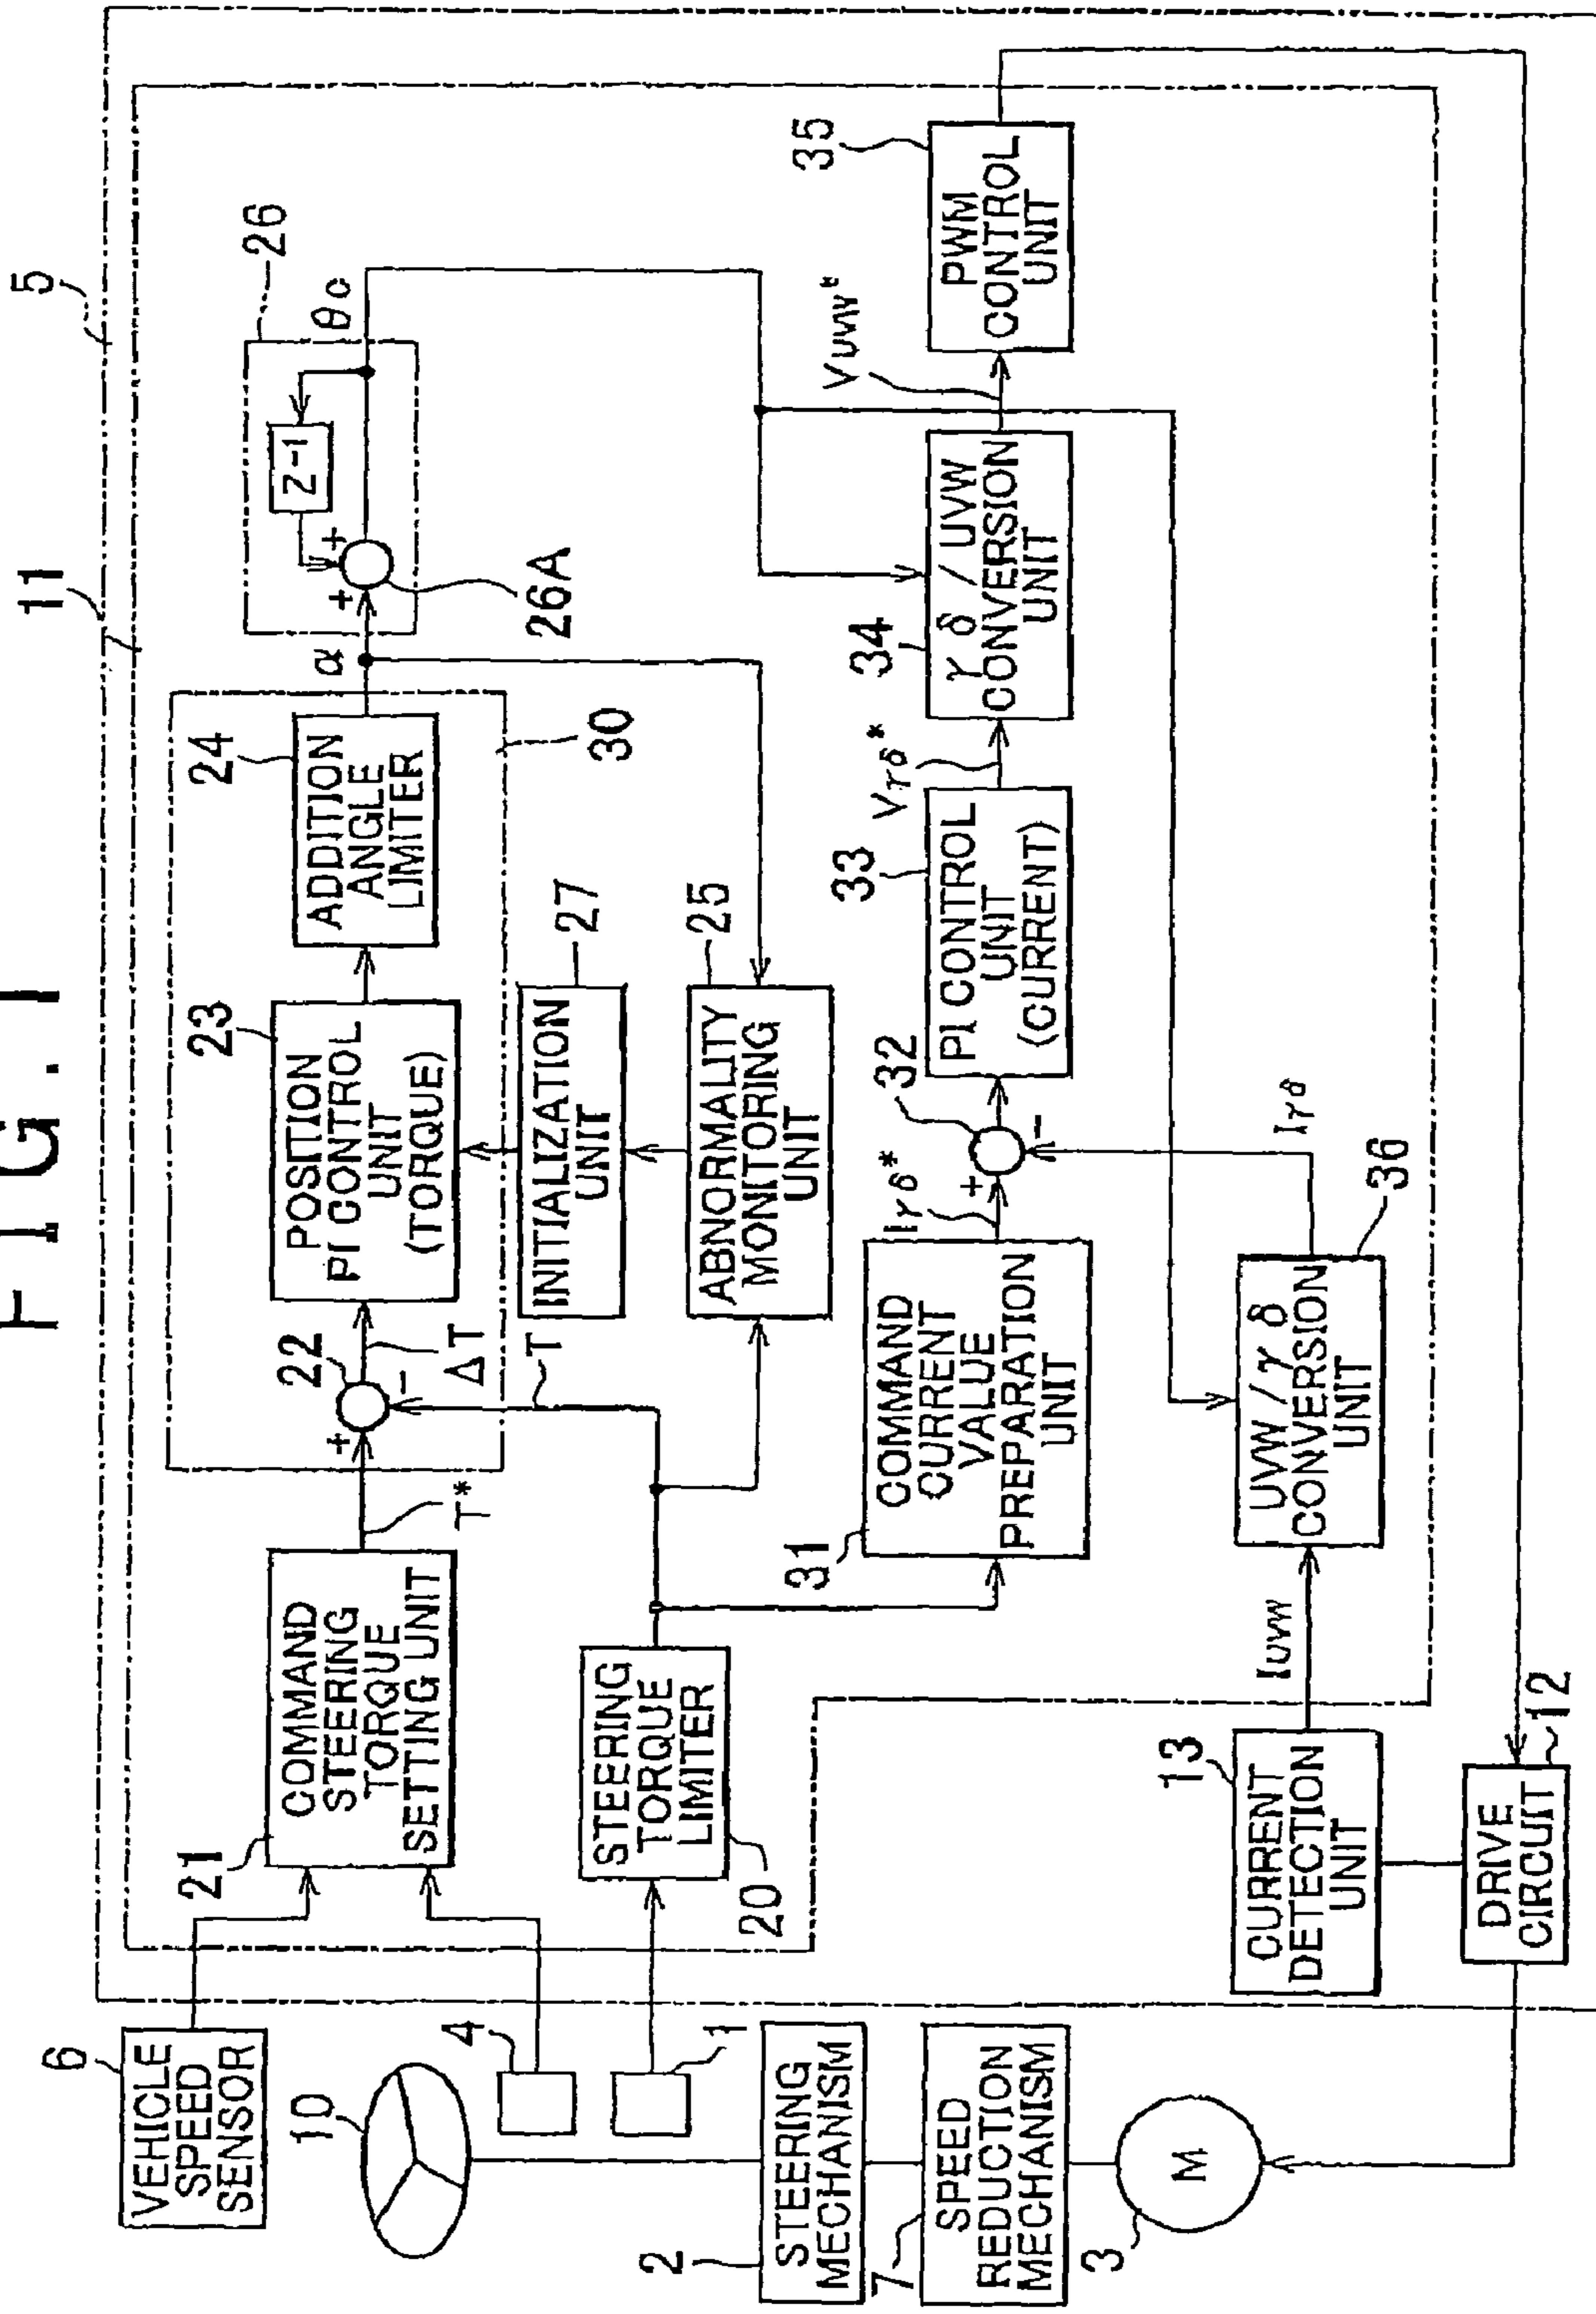 FIG. 1
5
11
6
VEHICLE
SPEED
SENSOR
10
4
1
2
STEERING
MECHANISM
7
SPEED
REDUCTION
MECHANISM
3
M
21
COMMAND
STEERING
TORQUE
SETTING UNIT
T*
+
22
-
ΔT
T
23
POSITION
PI CONTROL
UNIT
(TORQUE)
24
ADDITION
ANGLE
LIMITER
30
α
+
+
26A
Z-1
26
θc
27
INITIALIZATION
UNIT
25
ABNORMALITY
MONITORING
UNIT
STEERING
TORQUE
LIMITER
20
31
COMMAND
CURRENT
VALUE
PREPARATION
UNIT
Iγδ*
+
32
-
33
PI CONTROL
UNIT
(CURRENT)
Vγδ*
34
γδ/UVW
CONVERSION
UNIT
VUVW*
35
PWM
CONTROL
UNIT
Iγδ
36
UVW/γδ
CONVERSION
UNIT
IUVW
13
CURRENT
DETECTION
UNIT
12
DRIVE
CIRCUIT